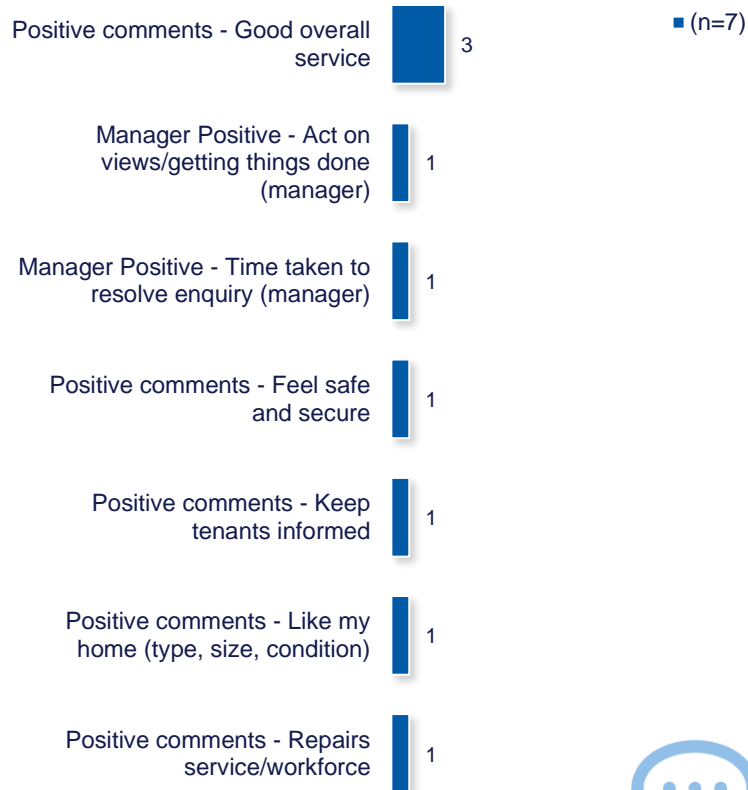 Positive comments - Good overall
service
3
(n=7)
Manager Positive - Act on
views/getting things done
(manager)
1
Manager Positive - Time taken to
resolve enquiry (manager)
1
Positive comments - Feel safe
and secure
1
Positive comments - Keep
tenants informed
1
Positive comments - Like my
home (type, size, condition)
1
Positive comments - Repairs
service/workforce
1